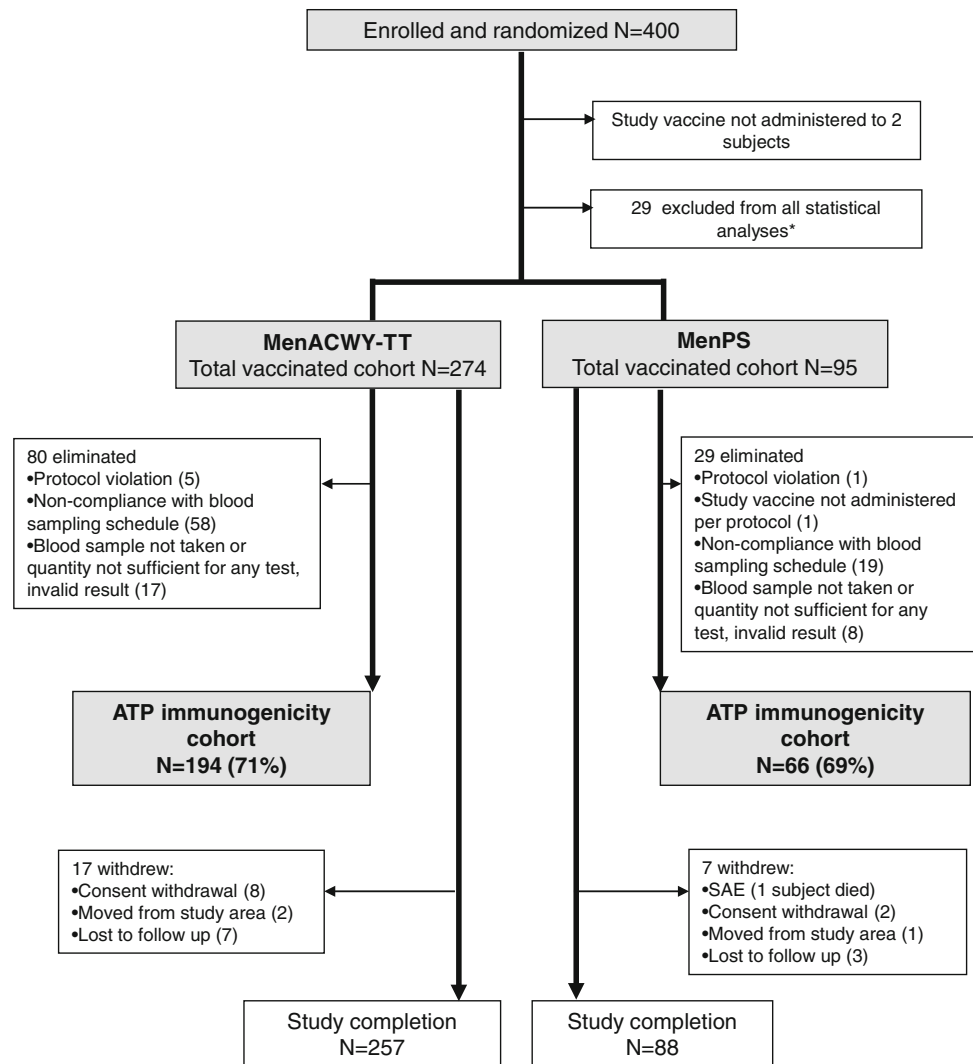 Enrolled and randomized N=400
Study vaccine not administered to 2
subjects
29 excluded from all statistical
analyses*
MenACWY-TT
Total vaccinated cohort N=274
MenPS
Total vaccinated cohort N=95
80 eliminated
•Protocol violation (5)
•Non-compliance with blood
sampling schedule (58)
•Blood sample not taken or
quantity not sufficient for any test,
invalid result (17)
29 eliminated
•Protocol violation (1)
•Study vaccine not administered
per protocol (1)
•Non-compliance with blood
sampling schedule (19)
•Blood sample not taken or
quantity not sufficient for any
test, invalid result (8)
ATP immunogenicity
cohort
N=194 (71%)
ATP immunogenicity
cohort
N=66 (69%)
17 withdrew:
•Consent withdrawal (8)
•Moved from study area (2)
•Lost to follow up (7)
7 withdrew:
•SAE (1 subject died)
•Consent withdrawal (2)
•Moved from study area (1)
•Lost to follow up (3)
Study completion
N=257
Study completion
N=88